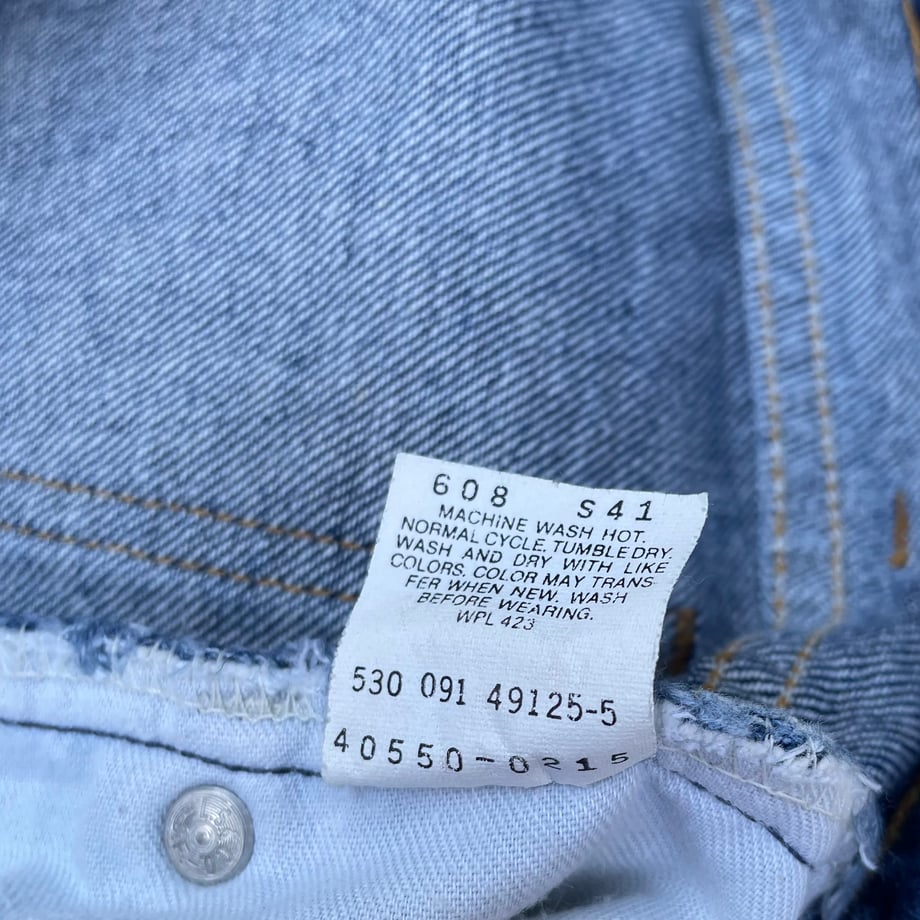 608 S41
MACHINE WASH HOT.
NORMAL CYCLE. TUMBLE DRY.
WASH AND DRY WITH LIKE
COLORS. COLOR MAY TRANS-
FER WHEN NEW. WASH
BEFORE WEARING.
WPL 423
530 091 49125-5
40550-0215